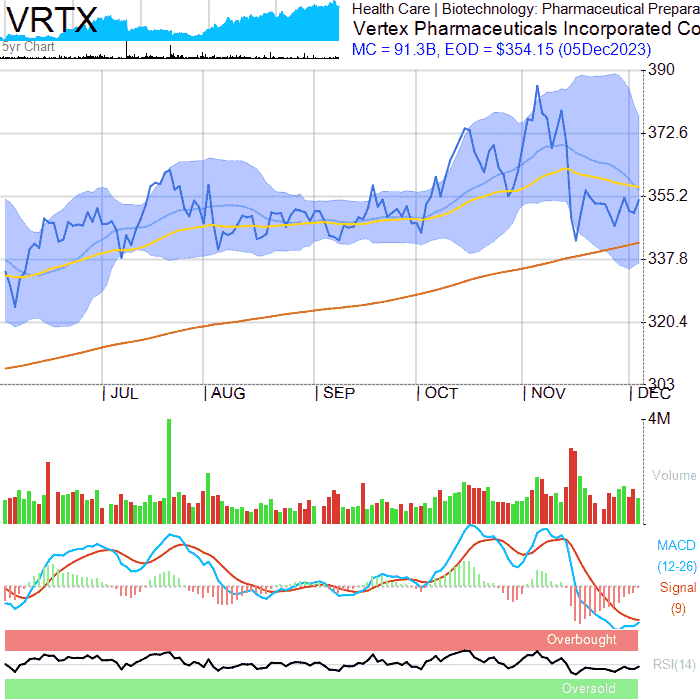 VRTX
5yr Chart
Health Care | Biotechnology: Pharmaceutical Prepara
Vertex Pharmaceuticals Incorporated Co
MC = 91.3B, EOD = $354.15 (05Dec2023)
390
372.6
355.2
337.8
320.4
303
JUL
AUG
SEP
OCT
NOV
DEC
4M
Volume
MACD
(12-26)
Signal
(9)
Overbought
RSI(14)
Oversold